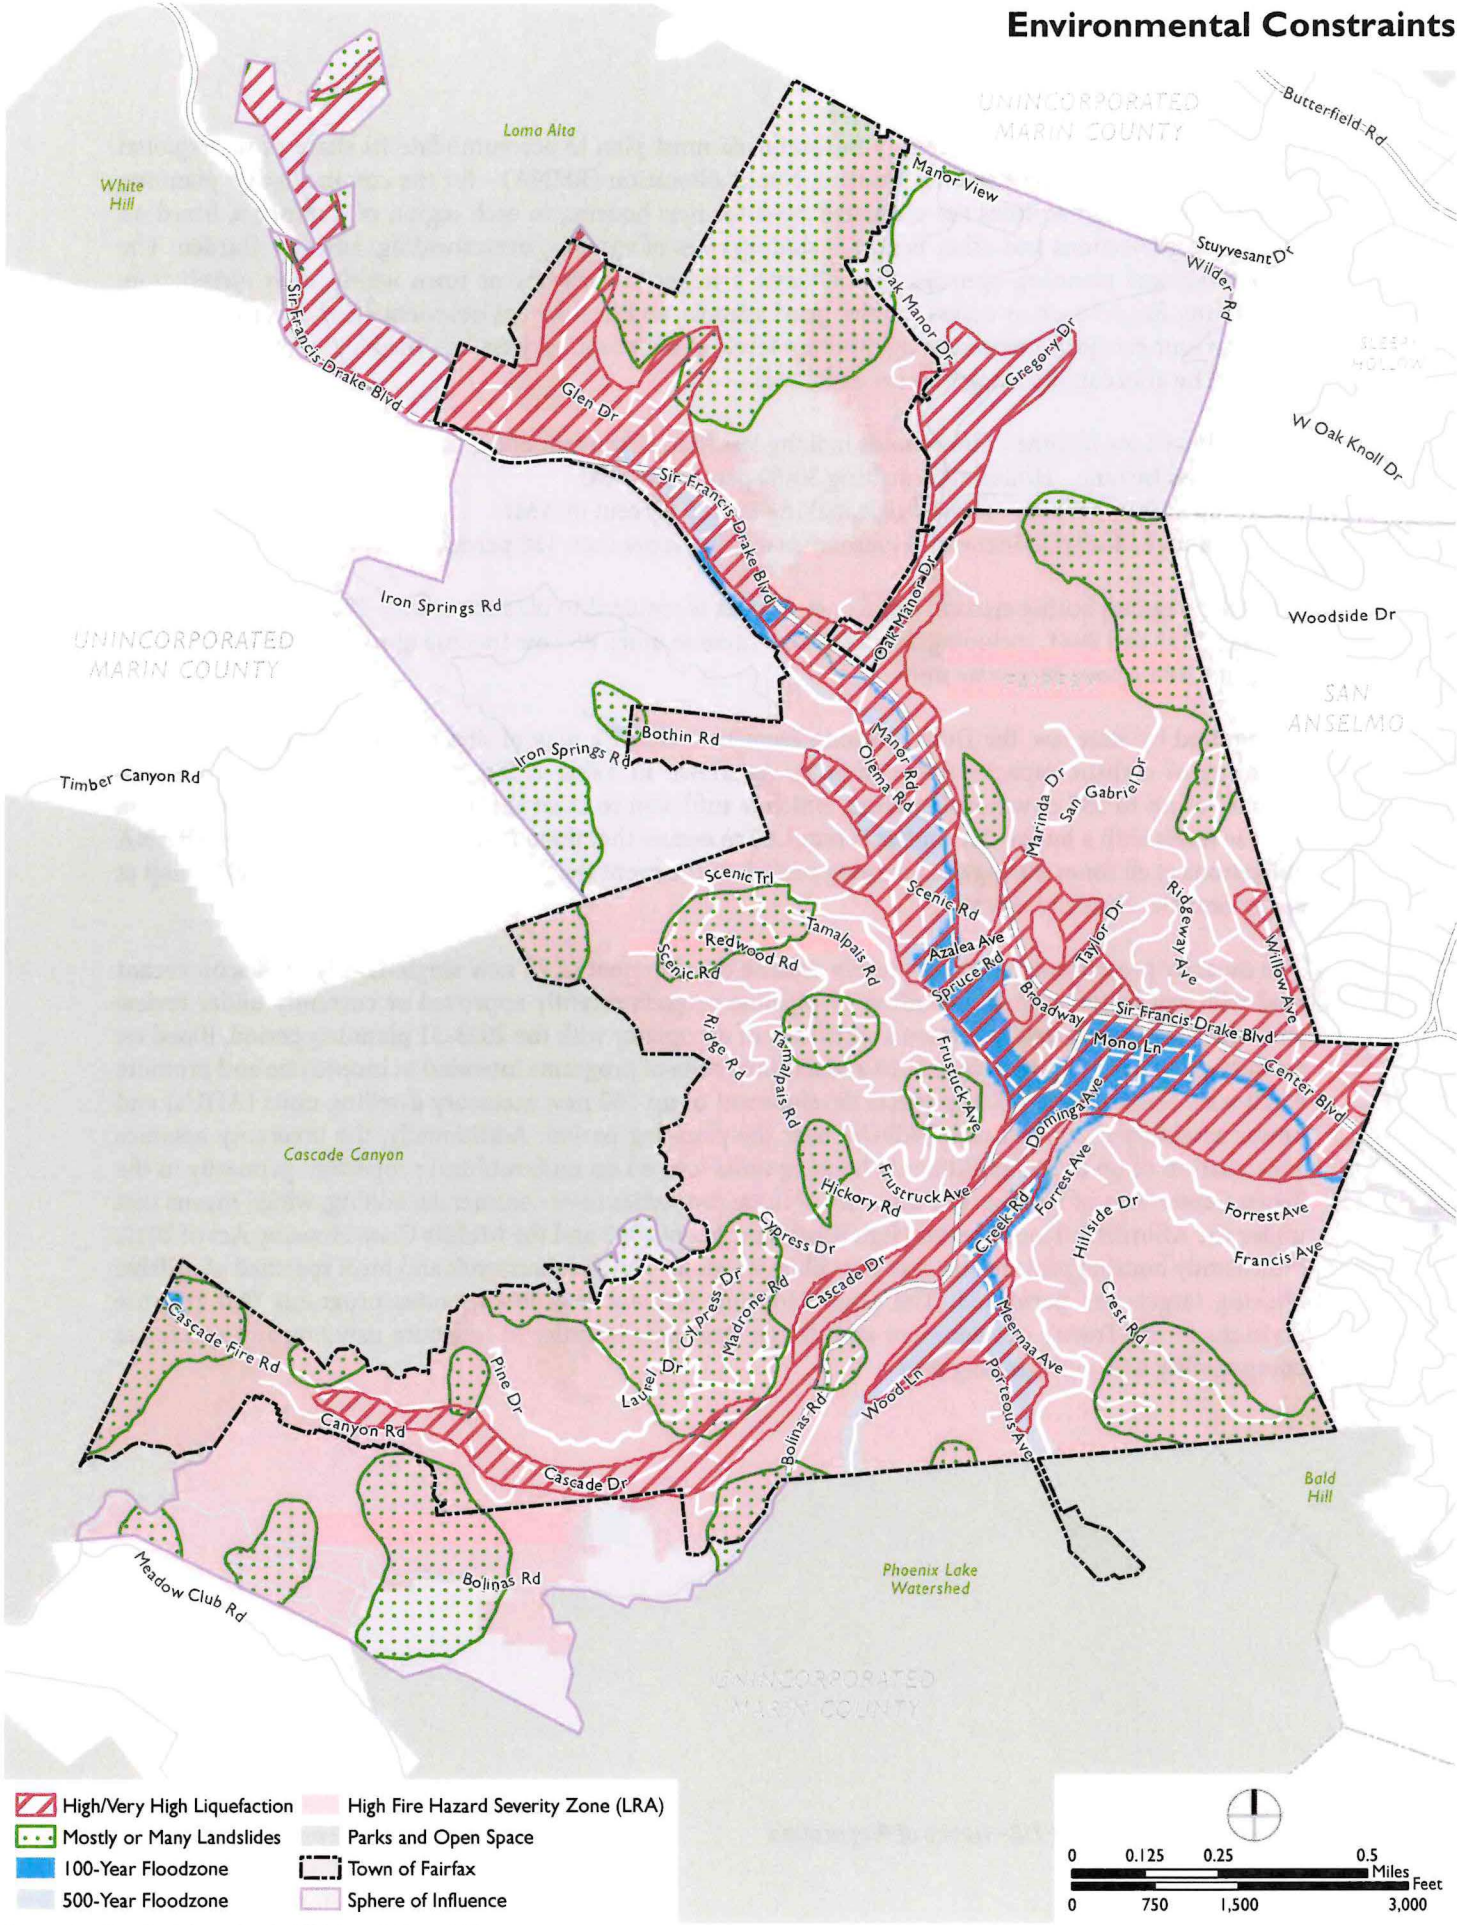 Environmental Constraints
UNINCORPORATED
MARIN COUNTY
Butterfield Rd
Loma Alta
White
Hill
Manor View
Stuyvesant Dr
Wilder Rd
Oak Manor Dr
Sir Francis Drake Blvd
Gregory Dr
SLEEPY
HOLLOW
Glen Dr
W Oak Knoll Dr
Sir Francis Drake Blvd
Iron Springs Rd
Oak Manor Dr
Woodside Dr
UNINCORPORATED
MARIN COUNTY
SAN
ANSELMO
Bothin Rd
Iron Springs Rd
Manor Rd
Olema Rd
Timber Canyon Rd
Marinda Dr
San Gabriel Dr
Scenic Trl
Scenic Rd
Ridgeway Ave
Taylor Dr
Tamalpais Rd
Redwood Rd
Scenic Rd
Azalea Ave
Spruce Rd
Willow Ave
Broadway
Sir Francis Drake Blvd
Ridge Rd
Tamalpais Rd
Frustuck Ave
Mono Ln
Center Blvd
Dominga Ave
Cascade Canyon
Frustruck Ave
Hickory Rd
Forrest Ave
Creek Rd
Hillside Dr
Forrest Ave
Cypress Dr
Francis Ave
Cascade Dr
Cypress Dr
Madrone Rd
Crest Rd
Cascade Fire Rd
Meernaa Ave
Pine Dr
Laurel Dr
Wood Ln
Porteous Ave
Bolinas Rd
Canyon Rd
Cascade Dr
Bald
Hill
Bolinas Rd
Meadow Club Rd
Phoenix Lake
Watershed
UNINCORPORATED
MARIN COUNTY
High/Very High Liquefaction
Mostly or Many Landslides
100-Year Floodzone
500-Year Floodzone
High Fire Hazard Severity Zone (LRA)
Parks and Open Space
Town of Fairfax
Sphere of Influence
0 0.125 0.25 0.5
Miles
Feet
0 750 1,500 3,000